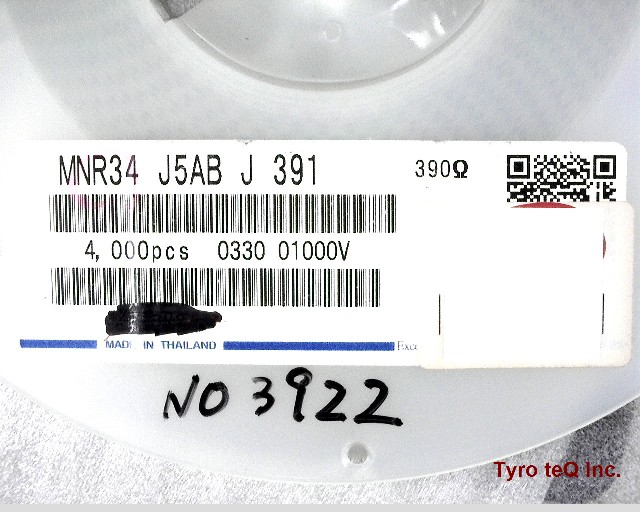 MNR34 J5AB J 391 390Ω
4,000pcs 0330 01000V
MADE IN THAILAND
NO 3922
Tyro teQ Inc.